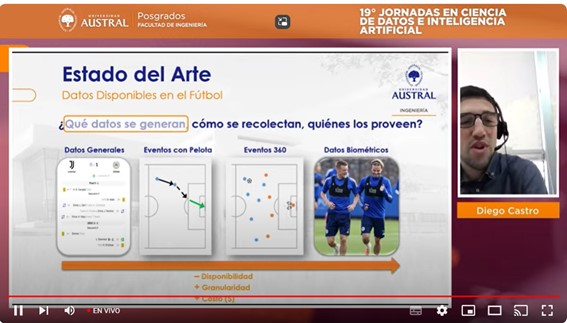 UNIVERSIDAD
AUSTRAL
Posgrados
FACULTAD DE INGENIERÍA
19° JORNADAS EN CIENCIA
DE DATOS E INTELIGENCIA
ARTIFICIAL
Estado del Arte
Datos Disponibles en el Fútbol
UNIVERSIDAD
AUSTRAL
INGENIERÍA
¿Qué datos se generan, cómo se recolectan, quiénes los proveen?
Datos Generales
Eventos con Pelota
Eventos 360
Datos Biométricos
Diego Castro
– Disponibilidad
+ Granularidad
+ Costo ($)
EN VIVO